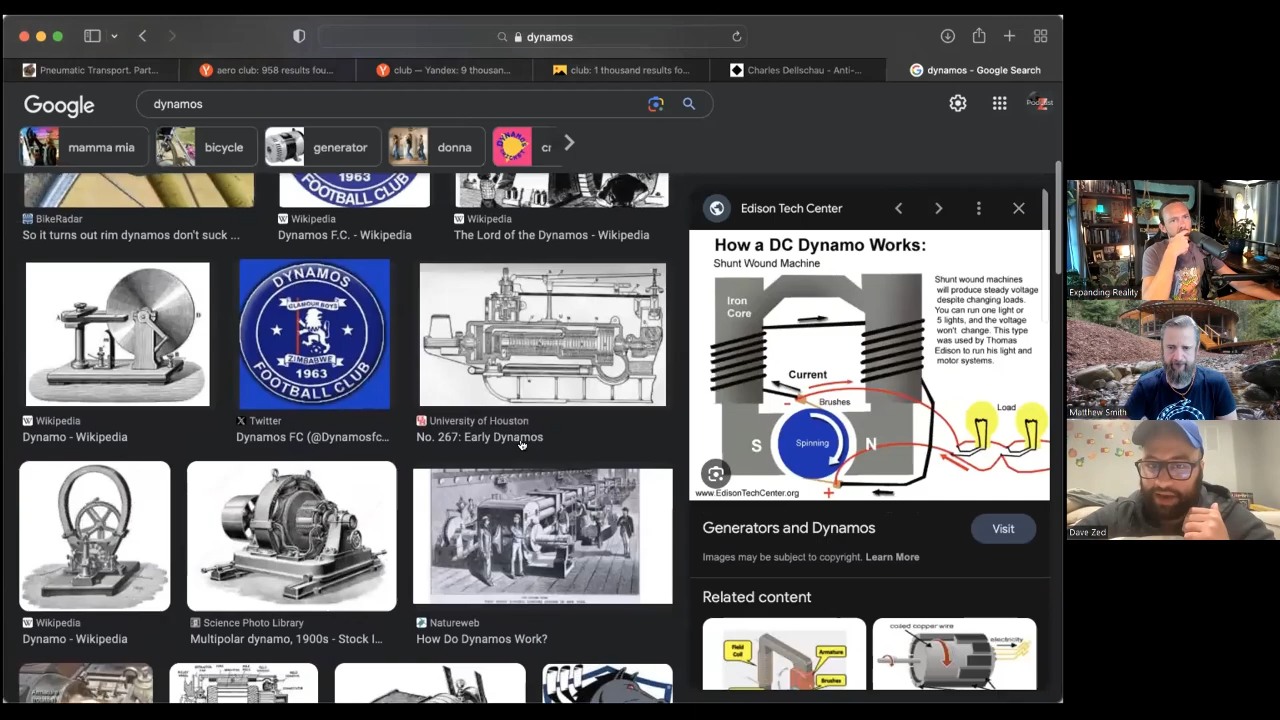 dynamos
Pneumatic Transport. Part...
aero club: 958 results fou...
club — Yandex: 9 thousan...
club: 1 thousand results fo...
Charles Dellschau - Anti-...
dynamos - Google Search
Google
dynamos
Podcast
mamma mia
bicycle
generator
donna
cr
1963
FOOTBALL CLUB
BikeRadar
So it turns out rim dynamos don't suck ...
Wikipedia
Dynamos F.C. - Wikipedia
Wikipedia
The Lord of the Dynamos - Wikipedia
DYNAMOS
GLAMOUR BOYS
ZIMBABWE
1963
FOOTBALL CLUB
Wikipedia
Dynamo - Wikipedia
Twitter
Dynamos FC (@Dynamosfc...
University of Houston
No. 267: Early Dynamos
Wikipedia
Dynamo - Wikipedia
Science Photo Library
Multipolar dynamo, 1900s - Stock I...
Natureweb
How Do Dynamos Work?
Edison Tech Center
How a DC Dynamo Works:
Shunt Wound Machine
Iron
Core
Shunt wound machines
will produce steady voltage
despite changing loads.
You can run one light or
5 lights, and the voltage
won't change. This type
was used by Thomas
Edison to run his light and
motor systems.
Current
Brushes
Load
S
Spinning
N
-
+
www.EdisonTechCenter.org
Generators and Dynamos
Visit
Images may be subject to copyright. Learn More
Related content
Field
Coil
Armature
Brushes
coiled copper wire
electricity
Expanding Reality
Matthew Smith
Dave Zed